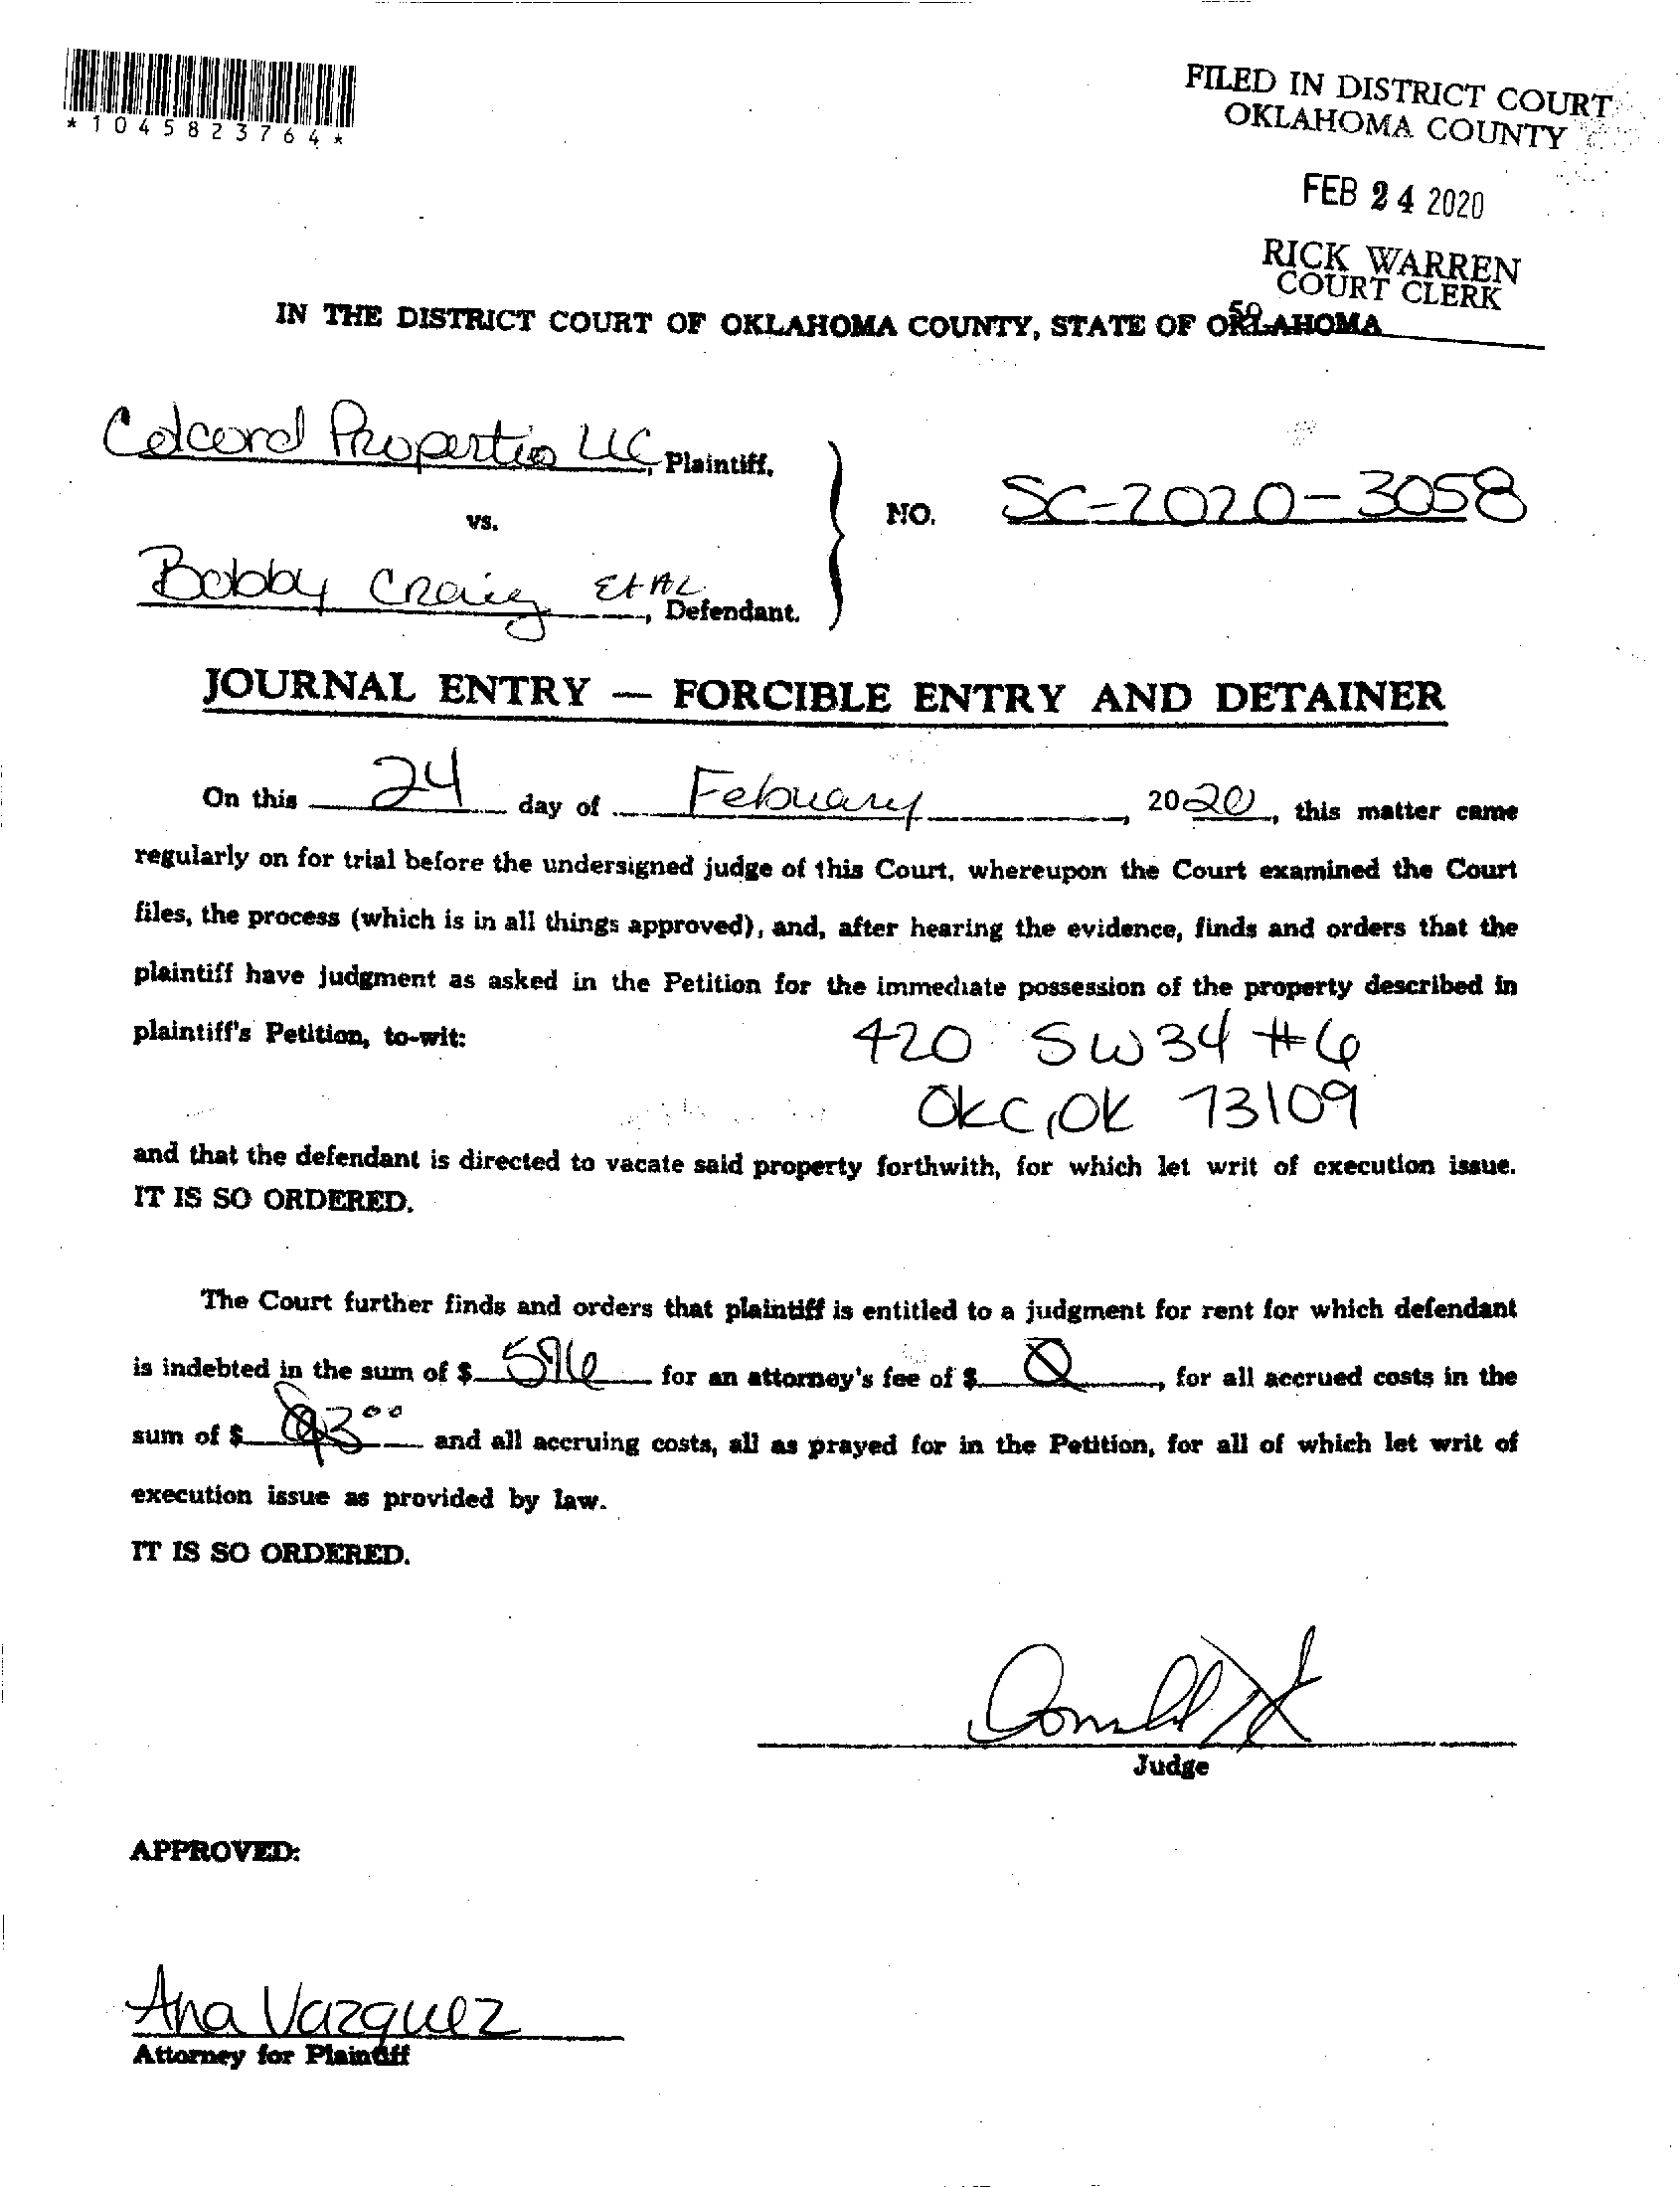 *1045823764*
FILED IN DISTRICT COURT
OKLAHOMA COUNTY
FEB 24 2020
RICK WARREN
COURT CLERK
50
IN THE DISTRICT COURT OF OKLAHOMA COUNTY, STATE OF OKLAHOMA
Colcord Properties LLC, Plaintiff,
vs.
NO. SC-2020-3058
Bobby Craig Et AL, Defendant.
JOURNAL ENTRY — FORCIBLE ENTRY AND DETAINER
On this 24 day of Febuary, 2020, this matter came
regularly on for trial before the undersigned judge of this Court, whereupon the Court examined the Court
files, the process (which is in all things approved), and, after hearing the evidence, finds and orders that the
plaintiff have judgment as asked in the Petition for the immediate possession of the property described in
plaintiff's Petition, to-wit: 420 SW 34 #6
OKC, OK 73109
and that the defendant is directed to vacate said property forthwith, for which let writ of execution issue.
IT IS SO ORDERED.
The Court further finds and orders that plaintiff is entitled to a judgment for rent for which defendant
is indebted in the sum of $ 596 for an attorney's fee of $ 0, for all accrued costs in the
sum of $ and all accruing costs, all as prayed for in the Petition, for all of which let writ of
execution issue as provided by law.
IT IS SO ORDERED.
Judge
APPROVED:
Ana Vazquez
Attorney for Plaintiff